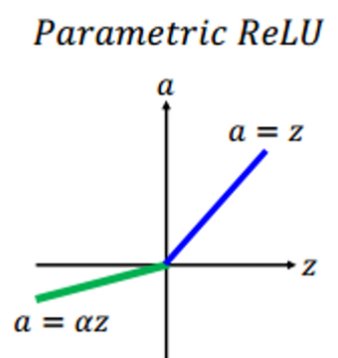 Parametric ReLU
a
a = z
z
a = αz